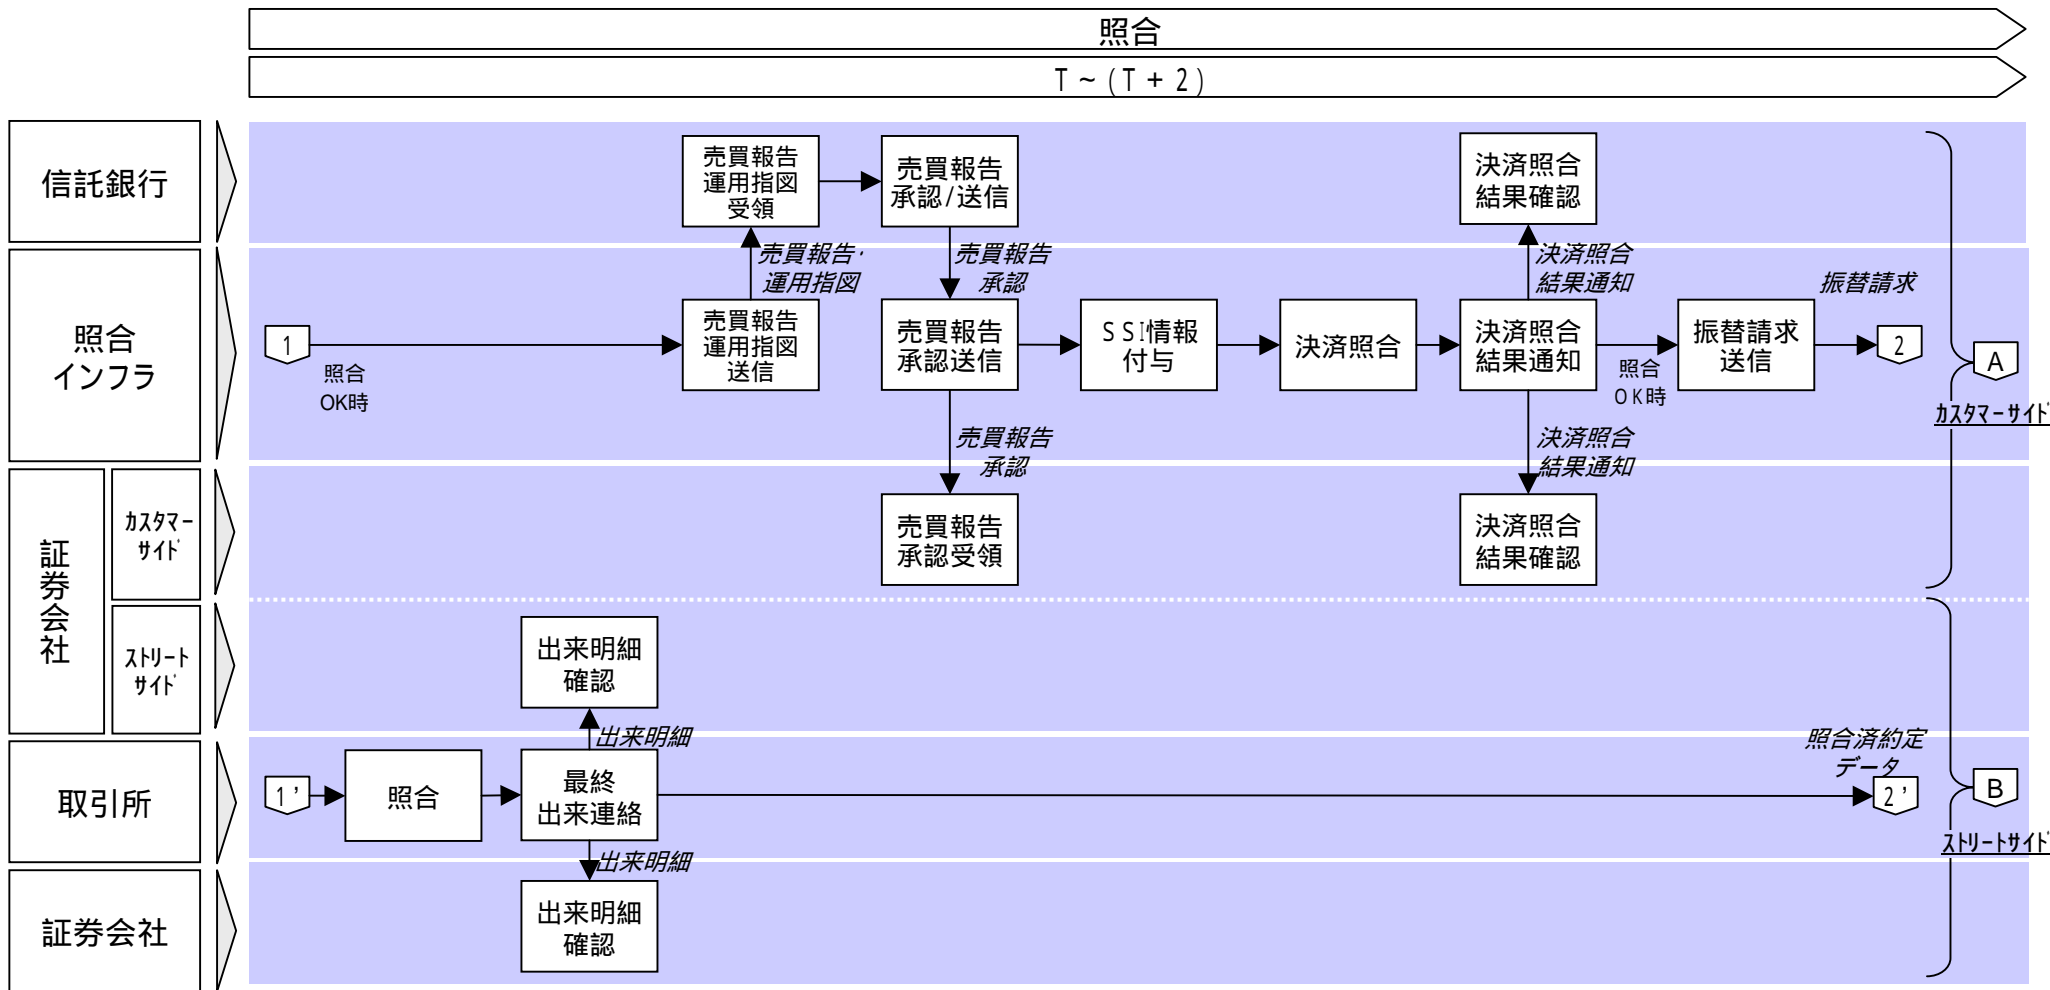 照合
T ~ ( T + 2 )
信託銀行
売買報告
運用指図
受領
売買報告
承認/送信
決済照合
結果確認
売買報告・
運用指図
売買報告
承認
決済照合
結果通知
振替請求
照合
インフラ
1
照合
OK時
売買報告
運用指図
送信
売買報告
承認送信
SSI情報
付与
決済照合
決済照合
結果通知
照合
OK時
振替請求
送信
2
A
カスタマーサイド
売買報告
承認
決済照合
結果通知
証券会社
カスタマー
サイド
売買報告
承認受領
決済照合
結果確認
ストリート
サイド
出来明細
確認
出来明細
照合済約定
データ
取引所
1'
照合
最終
出来連絡
2'
B
ストリートサイド
出来明細
証券会社
出来明細
確認